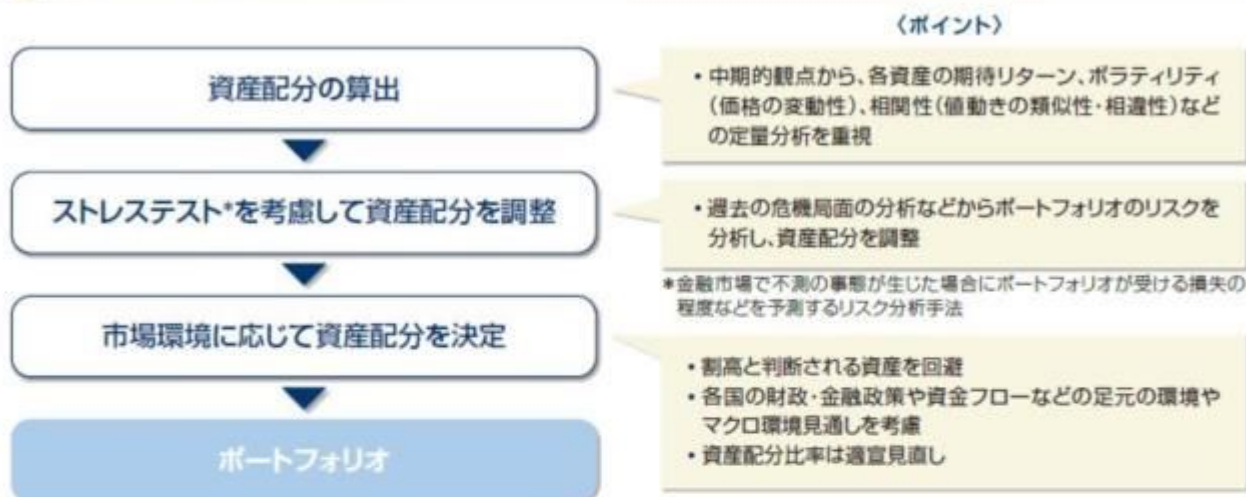 〈ポイント〉
資産配分の算出
・中期的観点から、各資産の期待リターン、ボラティリティ
(価格の変動性)、相関性(値動きの類似性・相違性)など
の定量分析を重視
ストレステスト*を考慮して資産配分を調整
・過去の危機局面の分析などからポートフォリオのリスクを
分析し、資産配分を調整
*金融市場で不測の事態が生じた場合にポートフォリオが受ける損失の
程度などを予測するリスク分析手法
市場環境に応じて資産配分を決定
・割高と判断される資産を回避
・各国の財政・金融政策や資金フローなどの足元の環境や
マクロ環境見通しを考慮
・資産配分比率は適宜見直し
ポートフォリオ